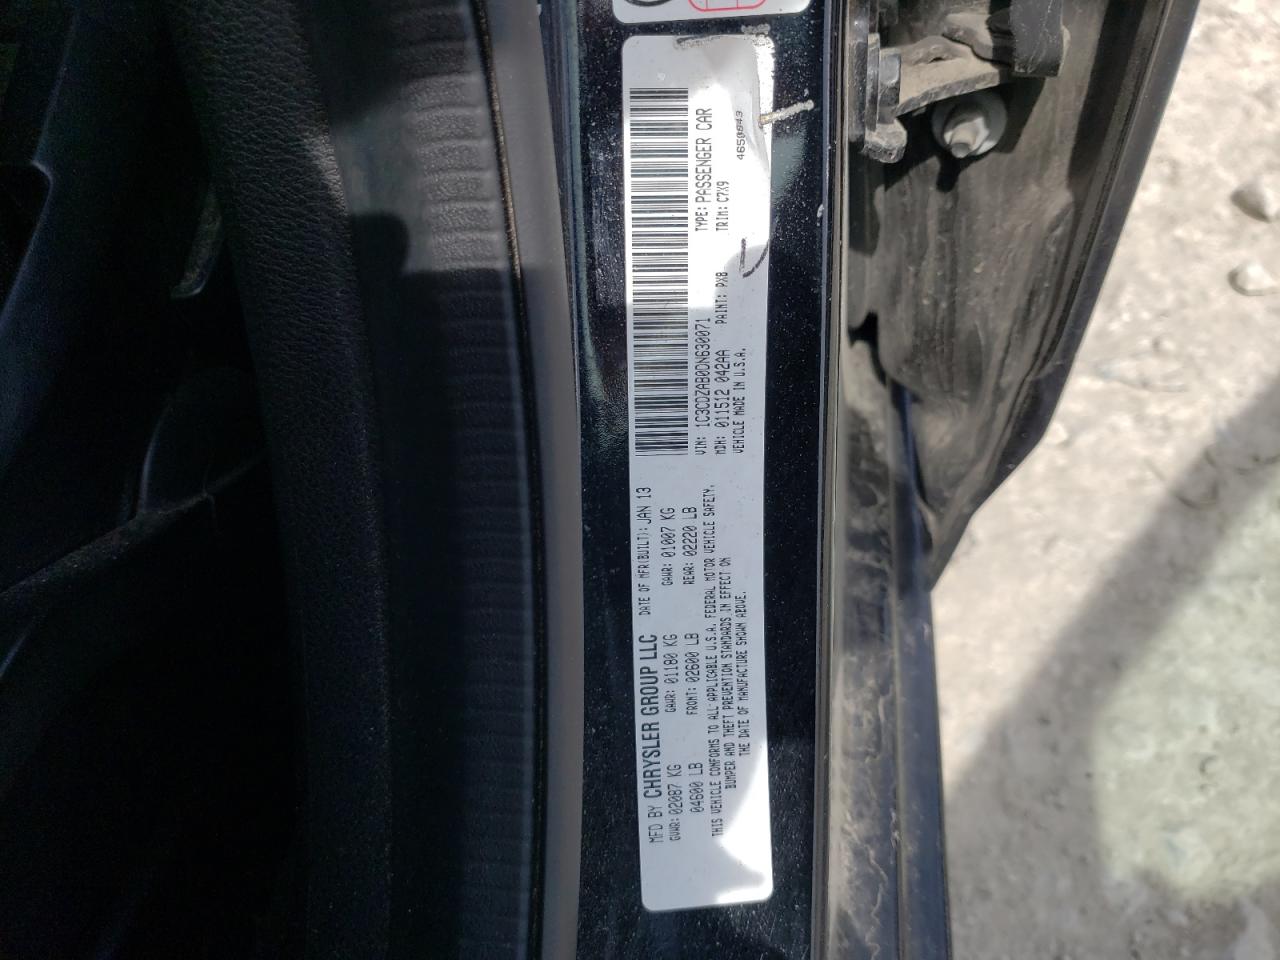 MFD BY CHRYSLER GROUP LLC DATE OF MFR(BUILT): JAN 13
GVWR: 02087 KG GAWR: 01180 KG GAWR: 01007 KG
04600 LB FRONT: 02600 LB REAR: 02220 LB
THIS VEHICLE CONFORMS TO ALL APPLICABLE U.S.A. FEDERAL MOTOR VEHICLE SAFETY,
BUMPER AND THEFT PREVENTION STANDARDS IN EFFECT ON
THE DATE OF MANUFACTURE SHOWN ABOVE.
VIN: 1C3CDZAB0DN630071 TYPE: PASSENGER CAR
MDH: 011512 042AA PAINT: PX8 TRIM: C7X9
VEHICLE MADE IN U.S.A. 4650843